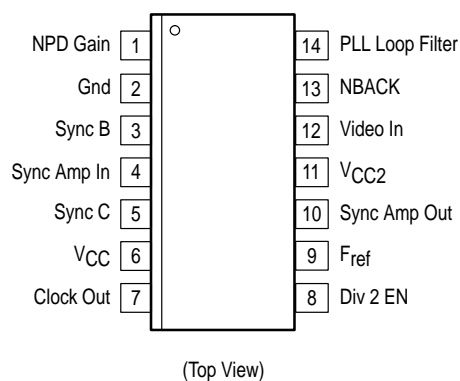 NPD Gain 1 14 PLL Loop Filter
Gnd 2 13 NBACK
Sync B 3 12 Video In
Sync Amp In 4 11 VCC2
Sync C 5 10 Sync Amp Out
VCC 6 9 Fref
Clock Out 7 8 Div 2 EN
(Top View)